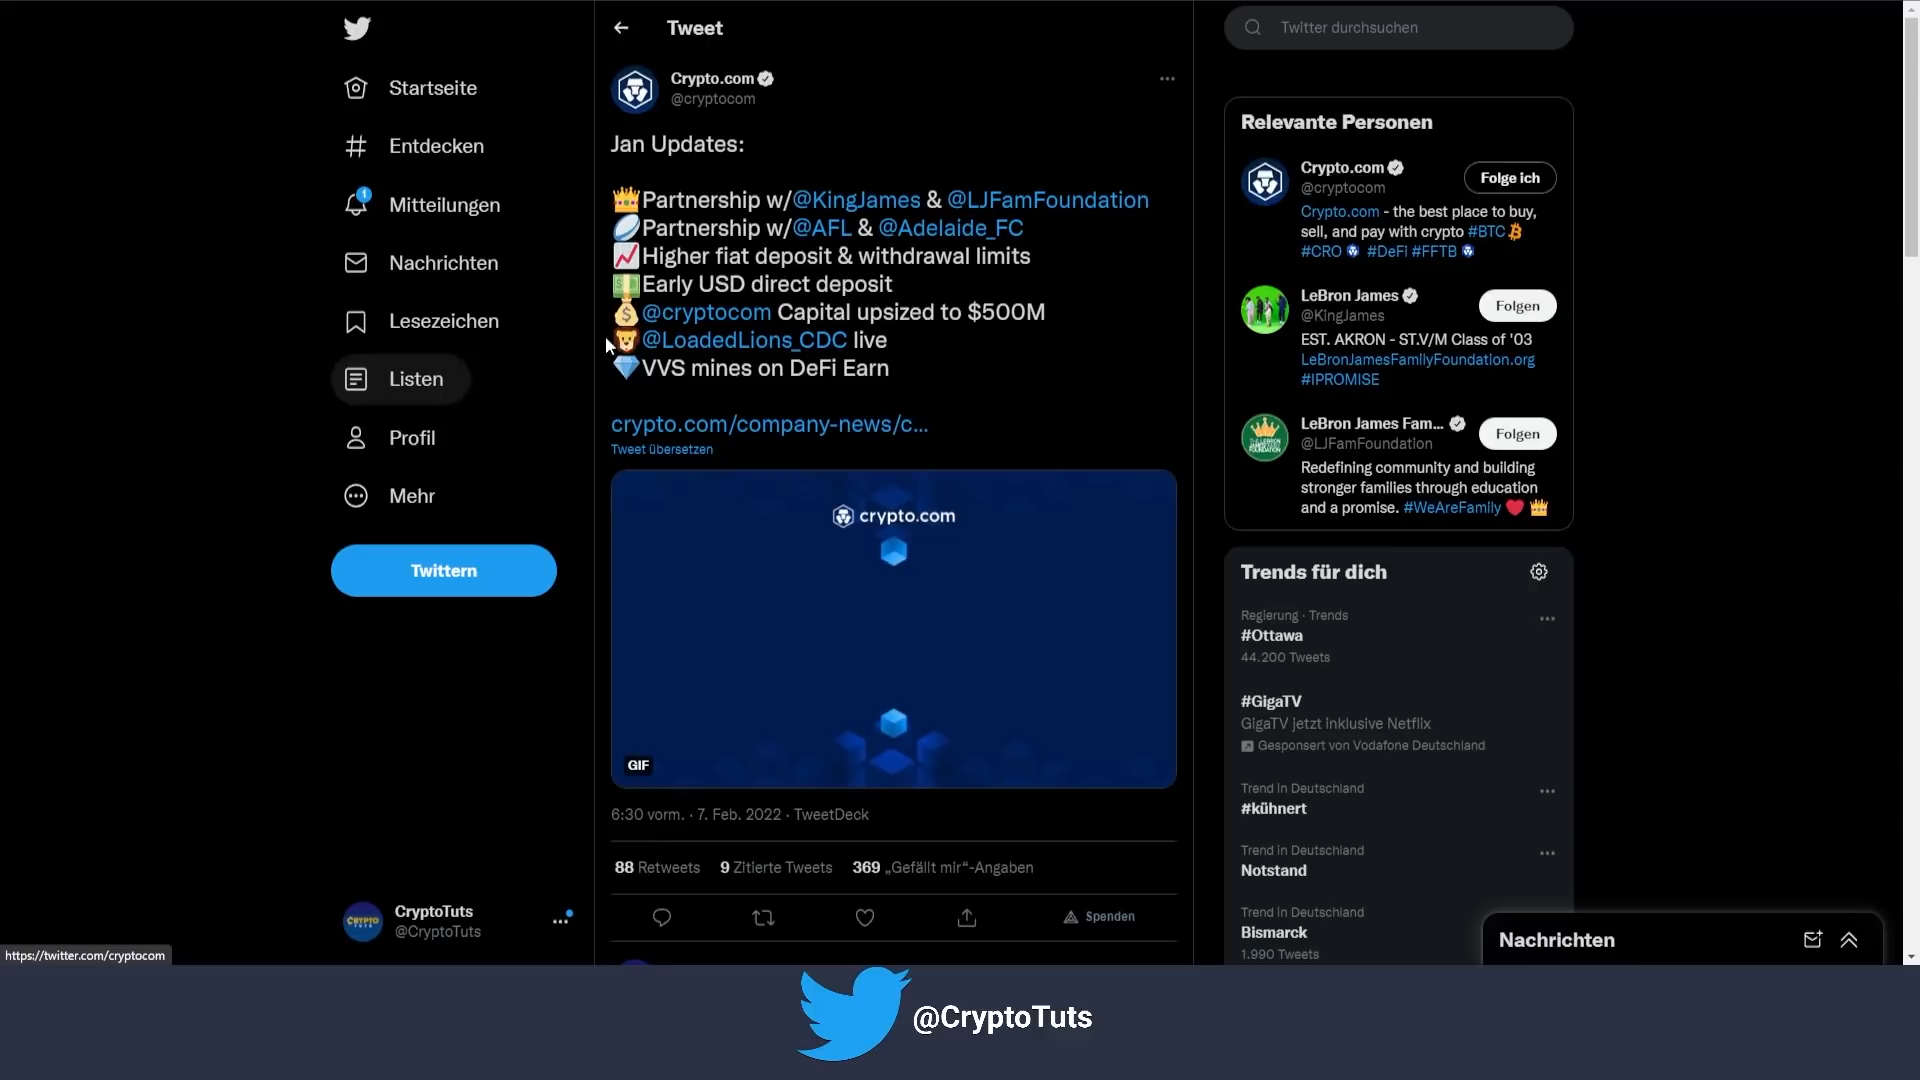 Startseite
Entdecken
1
Mitteilungen
Nachrichten
Lesezeichen
Listen
Profil
Mehr
Twittern
CRYPTO
CryptoTuts
@CryptoTuts
https://twitter.com/cryptocom
Tweet
Crypto.com
@cryptocom
Jan Updates:
Partnership w/@KingJames & @LJFamFoundation
Partnership w/@AFL & @Adelaide_FC
Higher fiat deposit & withdrawal limits
Early USD direct deposit
@cryptocom Capital upsized to $500M
@LoadedLions_CDC live
VVS mines on DeFi Earn
crypto.com/company-news/c...
Tweet übersetzen
crypto.com
GIF
6:30 vorm. · 7. Feb. 2022 · TweetDeck
88 Retweets 9 Zitierte Tweets 369 „Gefällt mir“-Angaben
Spenden
Twitter durchsuchen
Relevante Personen
Crypto.com
@cryptocom
Folge ich
Crypto.com - the best place to buy,
sell, and pay with crypto #BTC
#CRO #DeFi #FFTB
LeBron James
@KingJames
Folgen
EST. AKRON - ST.V/M Class of '03
LeBronJamesFamilyFoundation.org
#IPROMISE
LeBron James Fam...
@LJFamFoundation
Folgen
Redefining community and building
stronger families through education
and a promise. #WeAreFamily
Trends für dich
Regierung · Trends
#Ottawa
44.200 Tweets
#GigaTV
GigaTV jetzt inklusive Netflix
Gesponsert von Vodafone Deutschland
Trend in Deutschland
#kühnert
Trend in Deutschland
Notstand
Trend in Deutschland
Bismarck
1.990 Tweets
Nachrichten
@CryptoTuts